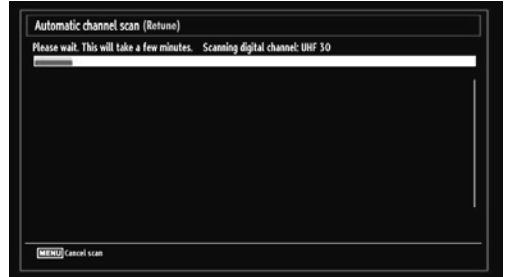 Automatic channel scan (Retune)
Please wait. This will take a few minutes. Scanning digital channel: UHF 30
MENU Cancel scan